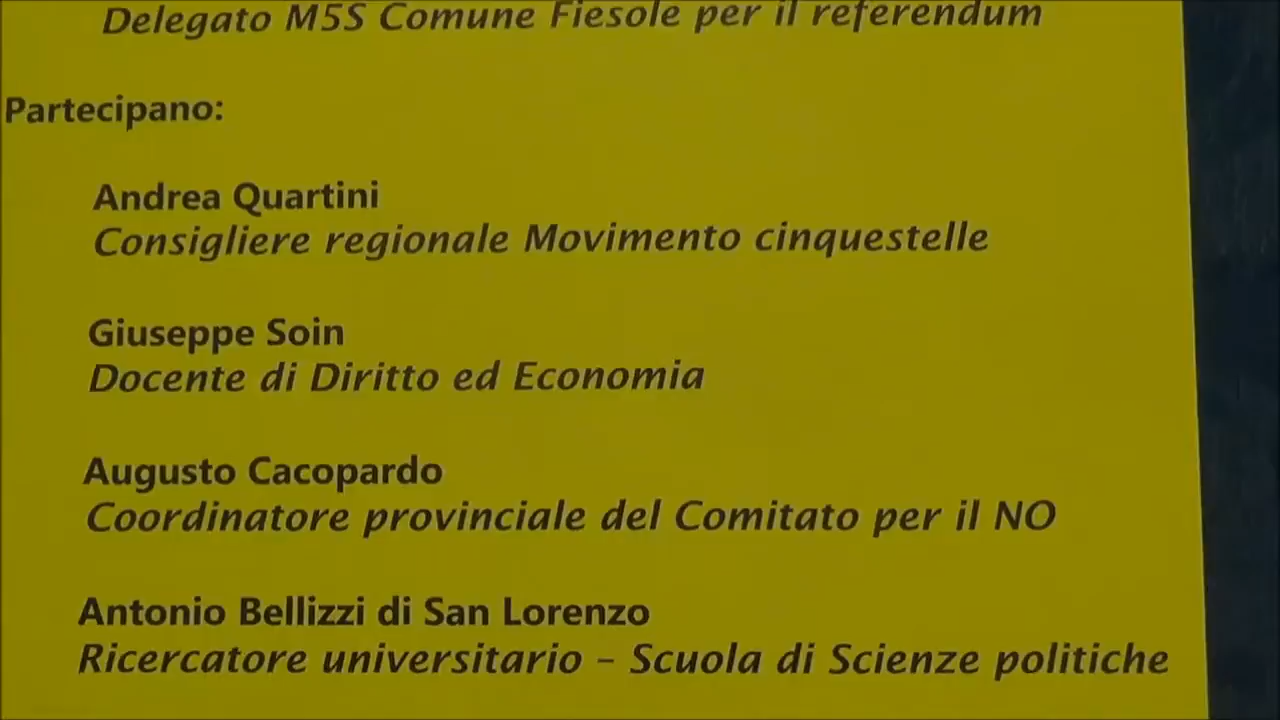 Delegato M5S Comune Fiesole per il referendum
Partecipano:
Andrea Quartini
Consigliere regionale Movimento cinquestelle
Giuseppe Soin
Docente di Diritto ed Economia
Augusto Cacopardo
Coordinatore provinciale del Comitato per il NO
Antonio Bellizzi di San Lorenzo
Ricercatore universitario – Scuola di Scienze politiche